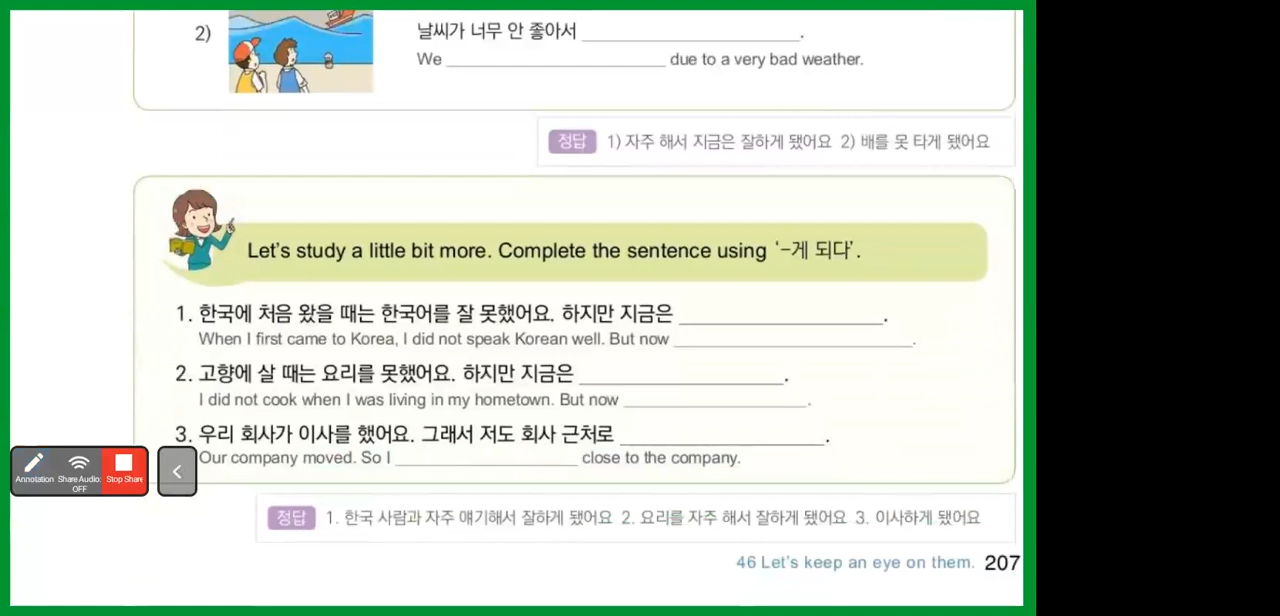 2)
날씨가 너무 안 좋아서 ______________________.
We ______________________ due to a very bad weather.
정답 1) 자주 해서 지금은 잘하게 됐어요 2) 배를 못 타게 됐어요
Let's study a little bit more. Complete the sentence using '-게 되다'.
1. 한국에 처음 왔을 때는 한국어를 잘 못했어요. 하지만 지금은 ____________________.
When I first came to Korea, I did not speak Korean well. But now ________________________.
2. 고향에 살 때는 요리를 못했어요. 하지만 지금은 ____________________.
I did not cook when I was living in my hometown. But now __________________.
3. 우리 회사가 이사를 했어요. 그래서 저도 회사 근처로 ____________________.
Our company moved. So I __________________ close to the company.
Annotation
Share Audio: OFF
Stop Share
정답 1. 한국 사람과 자주 얘기해서 잘하게 됐어요 2. 요리를 자주 해서 잘하게 됐어요 3. 이사하게 됐어요
46 Let's keep an eye on them. 207